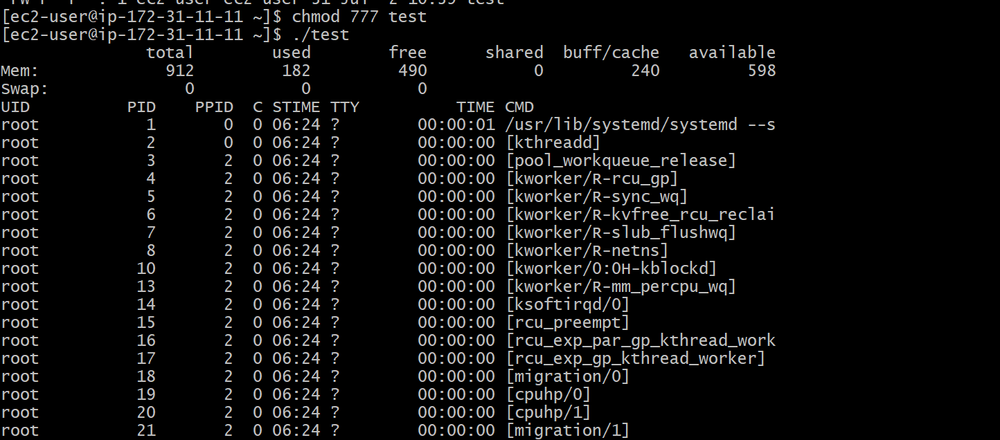 [ec2-user@ip-172-31-11-11 ~]$ chmod 777 test
[ec2-user@ip-172-31-11-11 ~]$ ./test
total used free shared buff/cache available
Mem: 912 182 490 0 240 598
Swap: 0 0 0
UID PID PPID C STIME TTY TIME CMD
root 1 0 0 06:24 ? 00:00:01 /usr/lib/systemd/systemd --s
root 2 0 0 06:24 ? 00:00:00 [kthreadd]
root 3 2 0 06:24 ? 00:00:00 [pool_workqueue_release]
root 4 2 0 06:24 ? 00:00:00 [kworker/R-rcu_gp]
root 5 2 0 06:24 ? 00:00:00 [kworker/R-sync_wq]
root 6 2 0 06:24 ? 00:00:00 [kworker/R-kvfree_rcu_reclai
root 7 2 0 06:24 ? 00:00:00 [kworker/R-slub_flushwq]
root 8 2 0 06:24 ? 00:00:00 [kworker/R-netns]
root 10 2 0 06:24 ? 00:00:00 [kworker/0:0H-kblockd]
root 13 2 0 06:24 ? 00:00:00 [kworker/R-mm_percpu_wq]
root 14 2 0 06:24 ? 00:00:00 [ksoftirqd/0]
root 15 2 0 06:24 ? 00:00:00 [rcu_preempt]
root 16 2 0 06:24 ? 00:00:00 [rcu_exp_par_gp_kthread_work
root 17 2 0 06:24 ? 00:00:00 [rcu_exp_gp_kthread_worker]
root 18 2 0 06:24 ? 00:00:00 [migration/0]
root 19 2 0 06:24 ? 00:00:00 [cpuhp/0]
root 20 2 0 06:24 ? 00:00:00 [cpuhp/1]
root 21 2 0 06:24 ? 00:00:00 [migration/1]